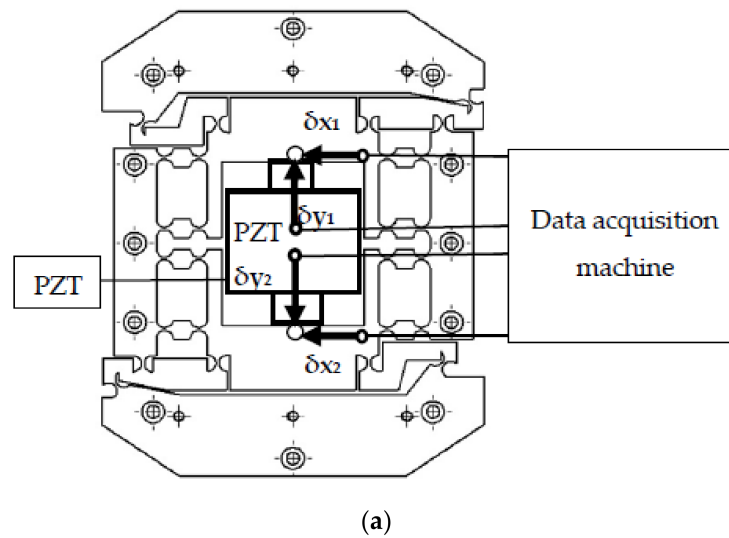 δx1
δy1
PZT
δy2
PZT
Data acquisition
machine
δx2
(a)